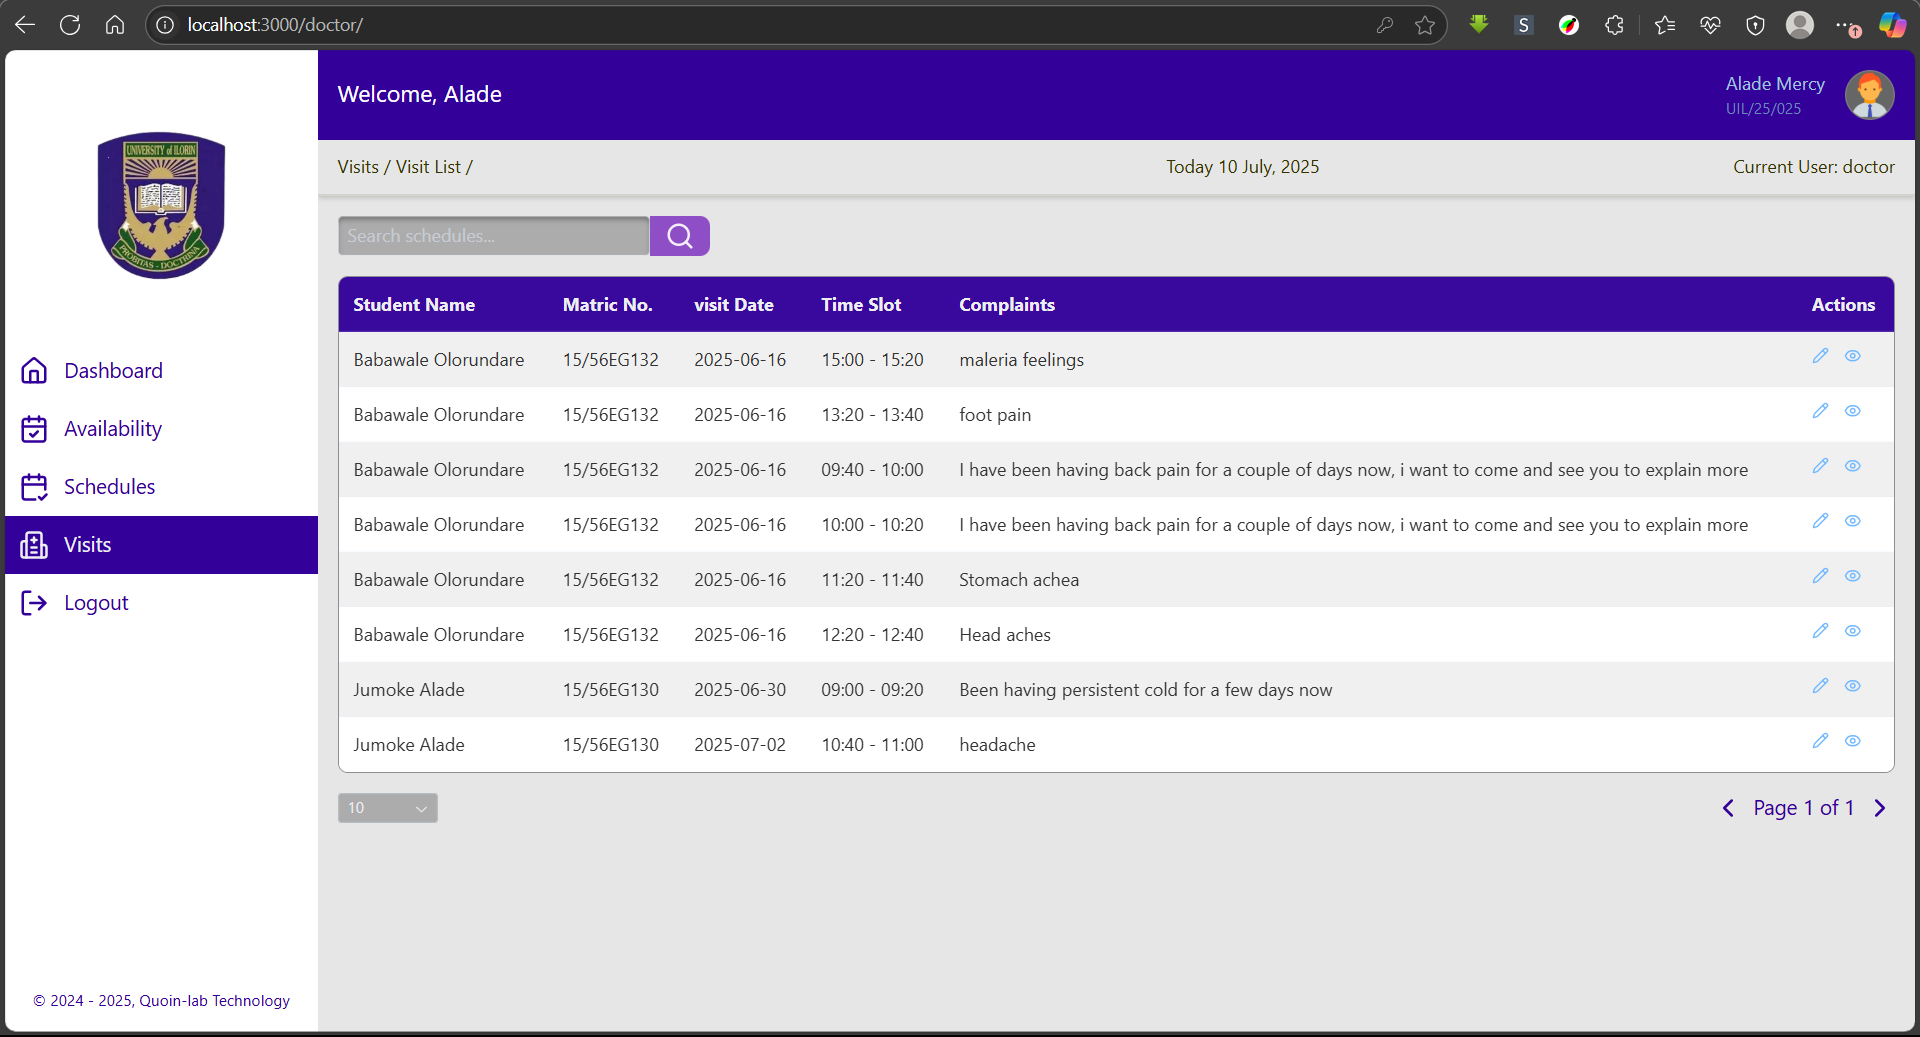 localhost:3000/doctor/
S
UNIVERSITY of ILORIN
PROBITAS - DOCTRINA
Welcome, Alade
Alade Mercy
UIL/25/025
Visits / Visit List /
Today 10 July, 2025
Current User: doctor
Dashboard
Availability
Schedules
Visits
Logout
© 2024 - 2025, Quoin-lab Technology
Search schedules...
Student Name Matric No. visit Date Time Slot Complaints Actions
Babawale Olorundare 15/56EG132 2025-06-16 15:00 - 15:20 maleria feelings
Babawale Olorundare 15/56EG132 2025-06-16 13:20 - 13:40 foot pain
Babawale Olorundare 15/56EG132 2025-06-16 09:40 - 10:00 I have been having back pain for a couple of days now, i want to come and see you to explain more
Babawale Olorundare 15/56EG132 2025-06-16 10:00 - 10:20 I have been having back pain for a couple of days now, i want to come and see you to explain more
Babawale Olorundare 15/56EG132 2025-06-16 11:20 - 11:40 Stomach achea
Babawale Olorundare 15/56EG132 2025-06-16 12:20 - 12:40 Head aches
Jumoke Alade 15/56EG130 2025-06-30 09:00 - 09:20 Been having persistent cold for a few days now
Jumoke Alade 15/56EG130 2025-07-02 10:40 - 11:00 headache
10
Page 1 of 1